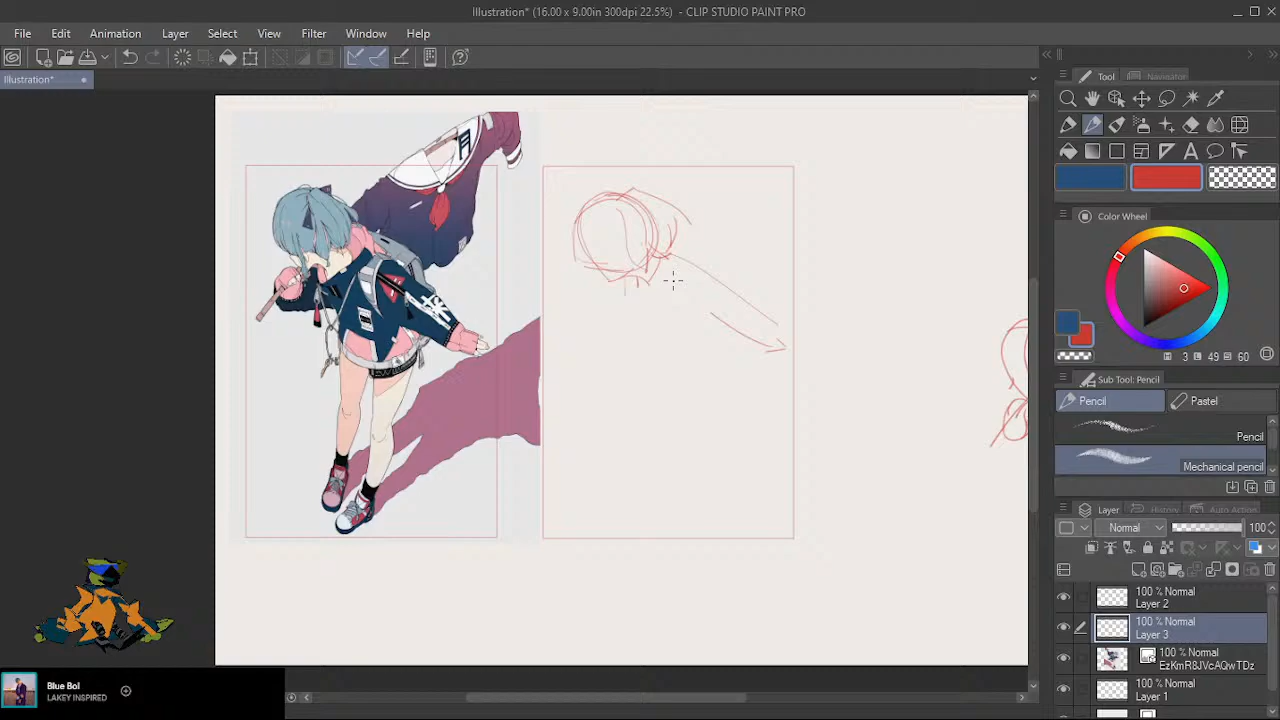 Illustration* (16.00 x 9.00in 300dpi 22.5%) - CLIP STUDIO PAINT PRO
File Edit Animation Layer Select View Filter Window Help
Illustration*
Tool Navigator
Color Wheel
H 3 S 49 V 60
Sub Tool: Pencil
Pencil Pastel
Pencil
Mechanical pencil
Layer History Auto Action
Normal 100
100 % Normal
Layer 2
100 % Normal
Layer 3
100 % Normal
EzKmR8JVcAQwTDz
100 % Normal
Layer 1
Blue Boi
LAKEY INSPIRED